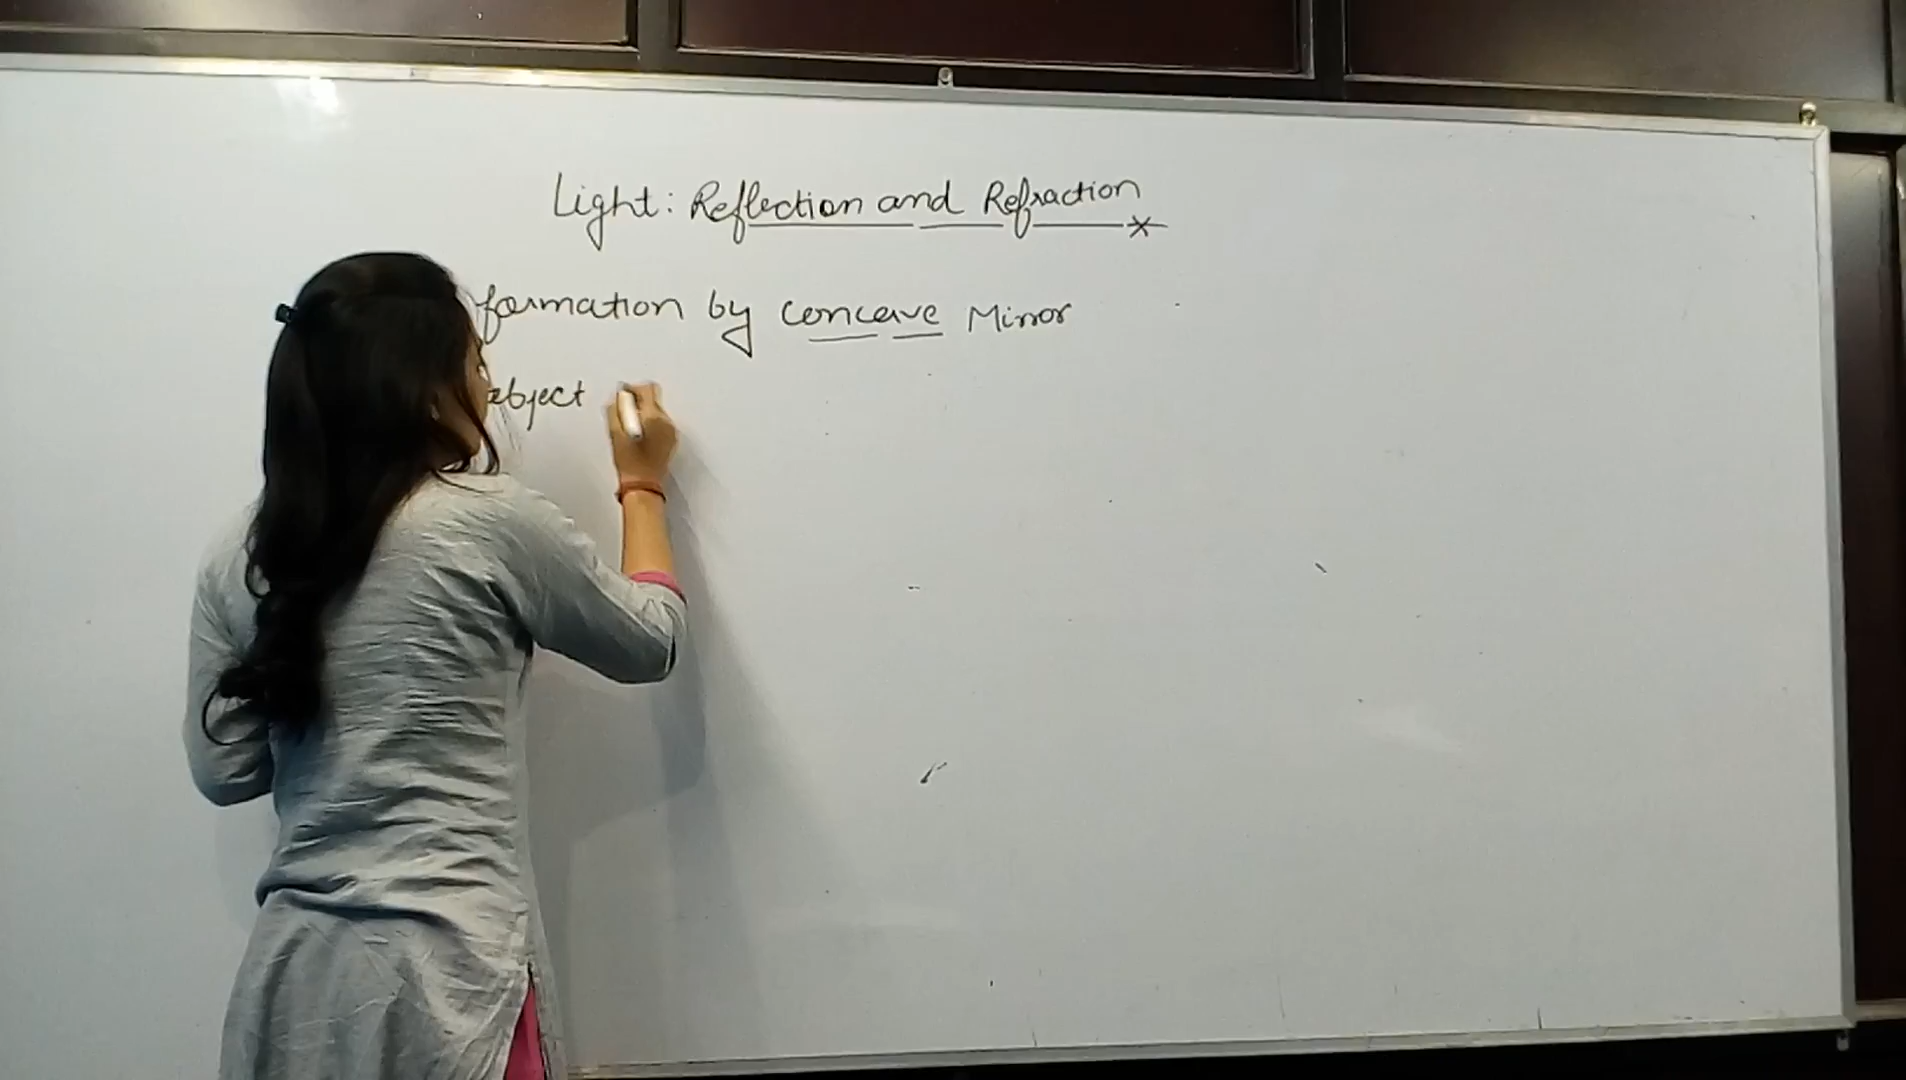 Light: Reflection and Refraction
formation by concave Mirror
object